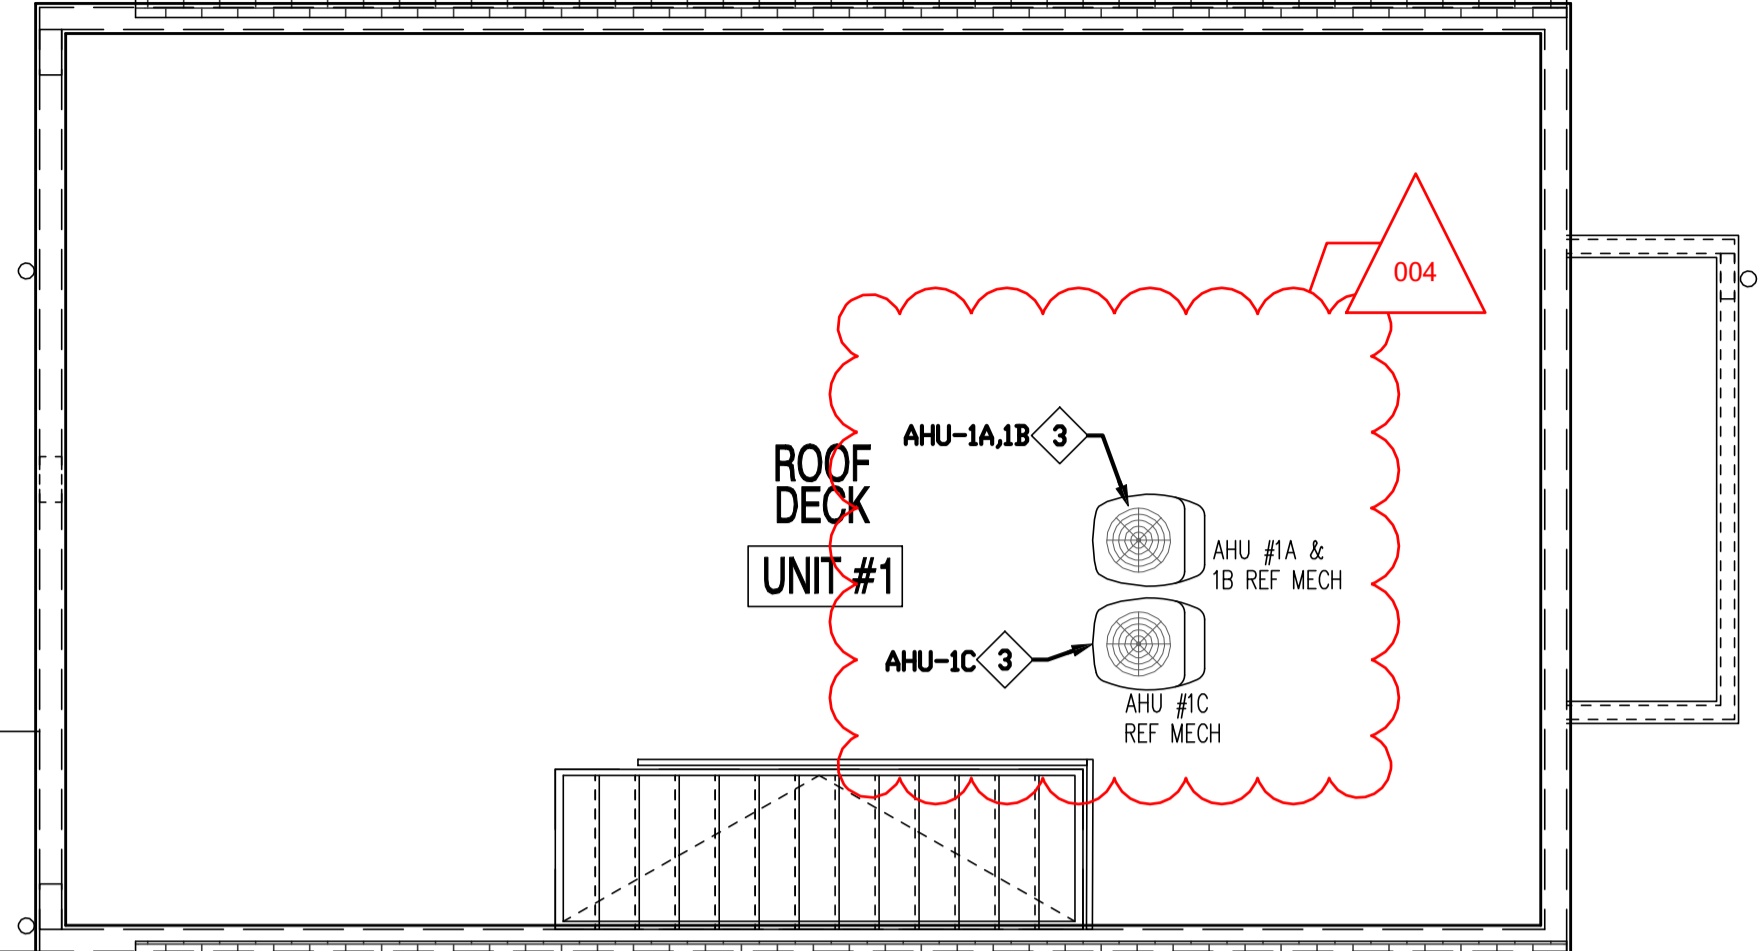 004
AHU-1A,1B 3
ROOF
DECK
UNIT #1
AHU #1A &
1B REF MECH
AHU-1C 3
AHU #1C
REF MECH